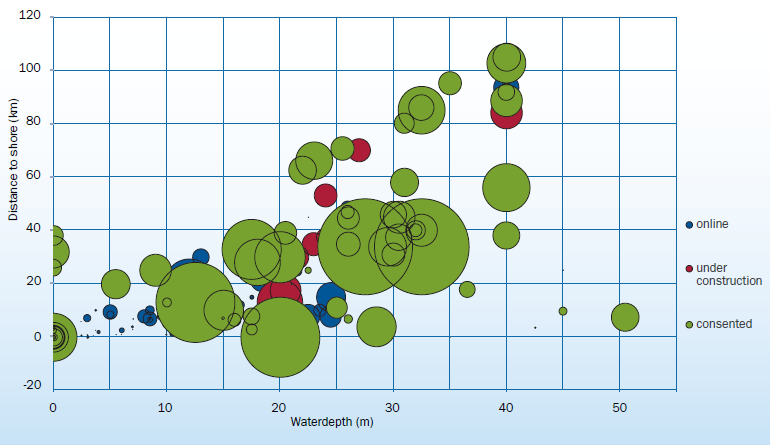 120
100
80
60
40
20
0
-20
Distance to shore (km)
0 10 20 30 40 50
Waterdepth (m)
online
under
construction
consented